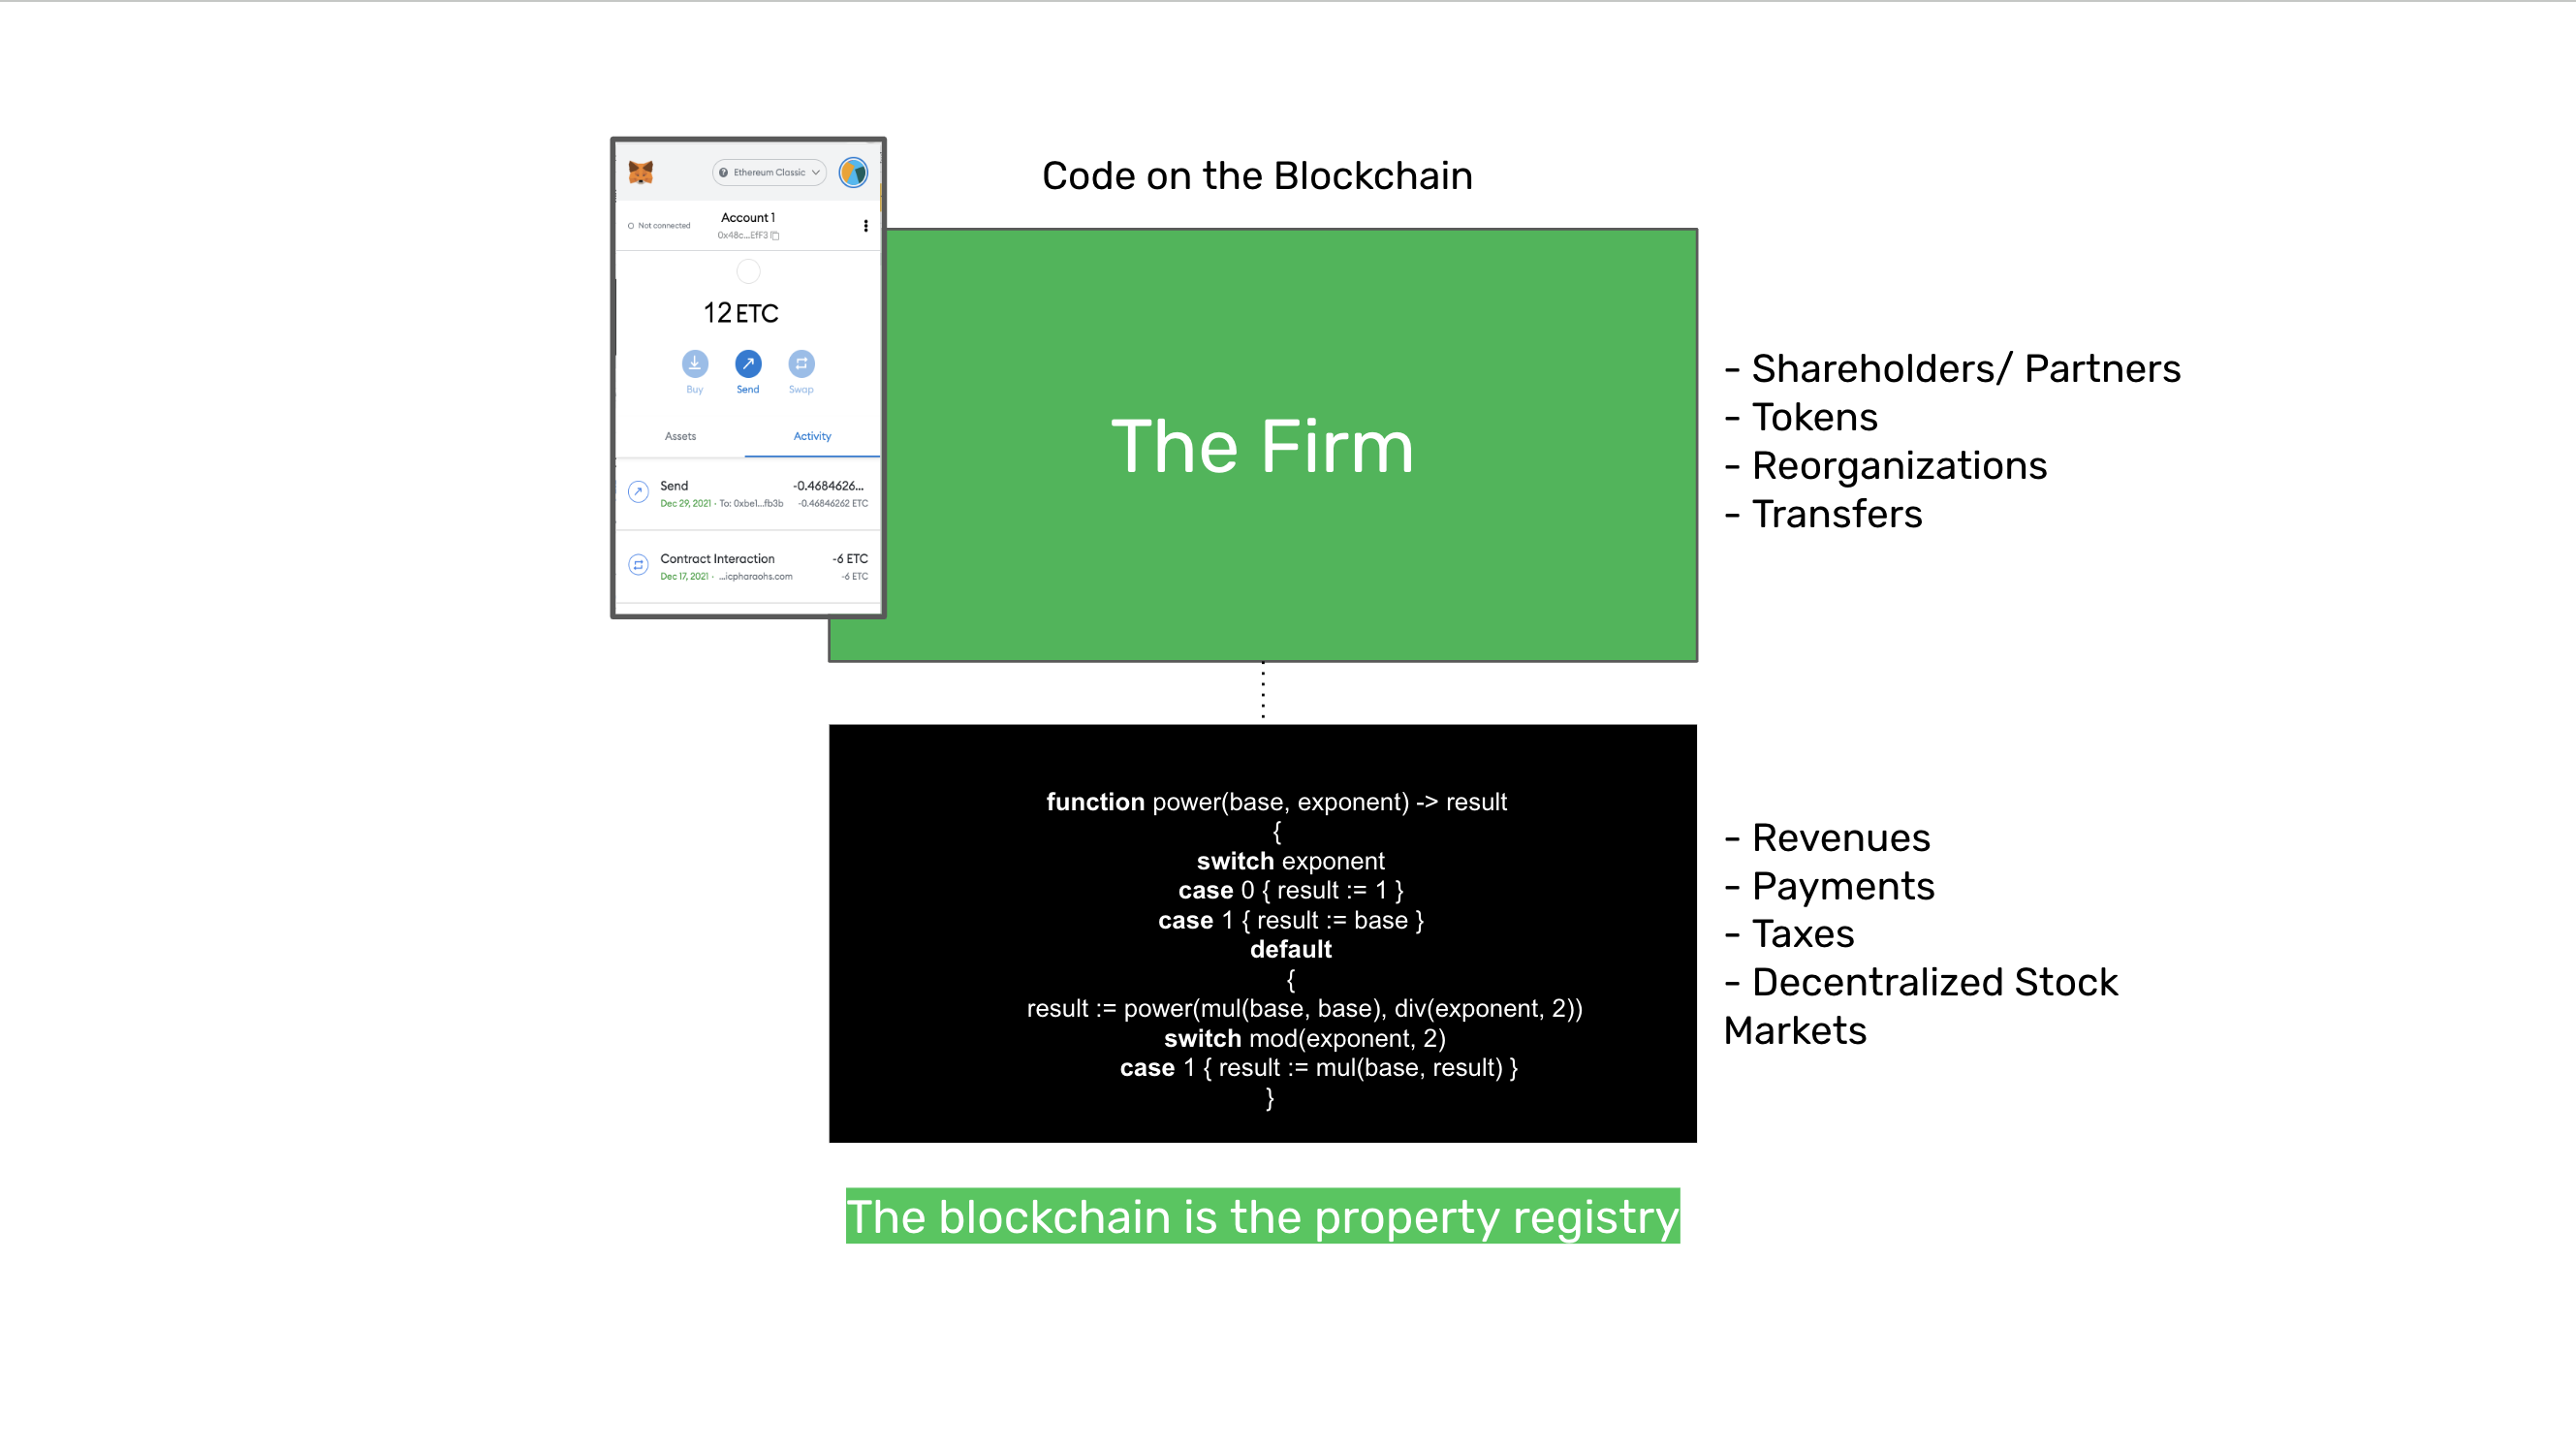 Code on the Blockchain
Ethereum Classic
Not connected
Account 1
0x48c...EfF3
12 ETC
Buy Send Swap
Assets Activity
Send -0.4684626...
Dec 29, 2021 · To: 0xbe1...fb3b -0.46846262 ETC
Contract Interaction -6 ETC
Dec 17, 2021 · ...icpharaohs.com -6 ETC
The Firm
- Shareholders/ Partners
- Tokens
- Reorganizations
- Transfers
function power(base, exponent) -> result
{
switch exponent
case 0 { result := 1 }
case 1 { result := base }
default
{
result := power(mul(base, base), div(exponent, 2))
switch mod(exponent, 2)
case 1 { result := mul(base, result) }
}
- Revenues
- Payments
- Taxes
- Decentralized Stock
Markets
The blockchain is the property registry